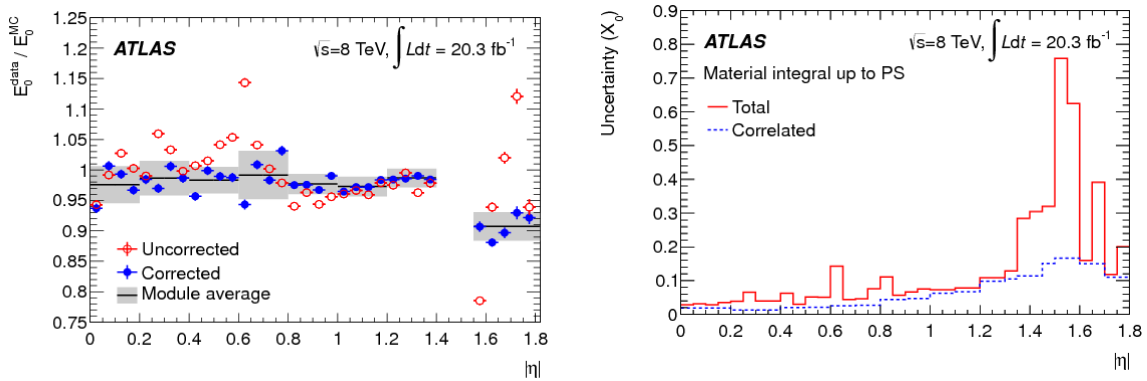 E₀^data / E₀^MC
1.25
1.2
1.15
1.1
1.05
1
0.95
0.9
0.85
0.8
0.75
ATLAS
√s=8 TeV, ∫ Ldt = 20.3 fb⁻¹
Uncorrected
Corrected
Module average
0 0.2 0.4 0.6 0.8 1 1.2 1.4 1.6 1.8
|η|
Uncertainty (X₀)
0.9
0.8
0.7
0.6
0.5
0.4
0.3
0.2
0.1
0
ATLAS
√s=8 TeV, ∫ Ldt = 20.3 fb⁻¹
Material integral up to PS
Total
Correlated
0 0.2 0.4 0.6 0.8 1 1.2 1.4 1.6 1.8
|η|